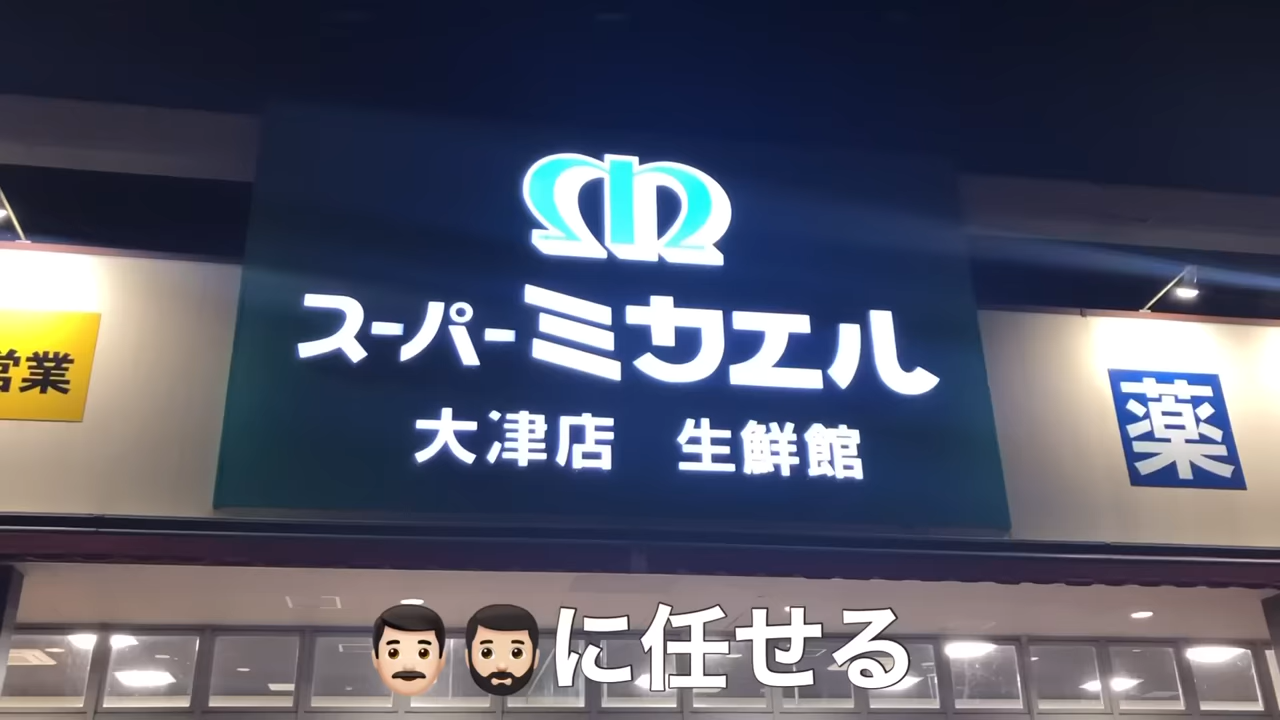 スーパーミカエル
大津店 生鮮館
営業
薬
👨🏻に任せる